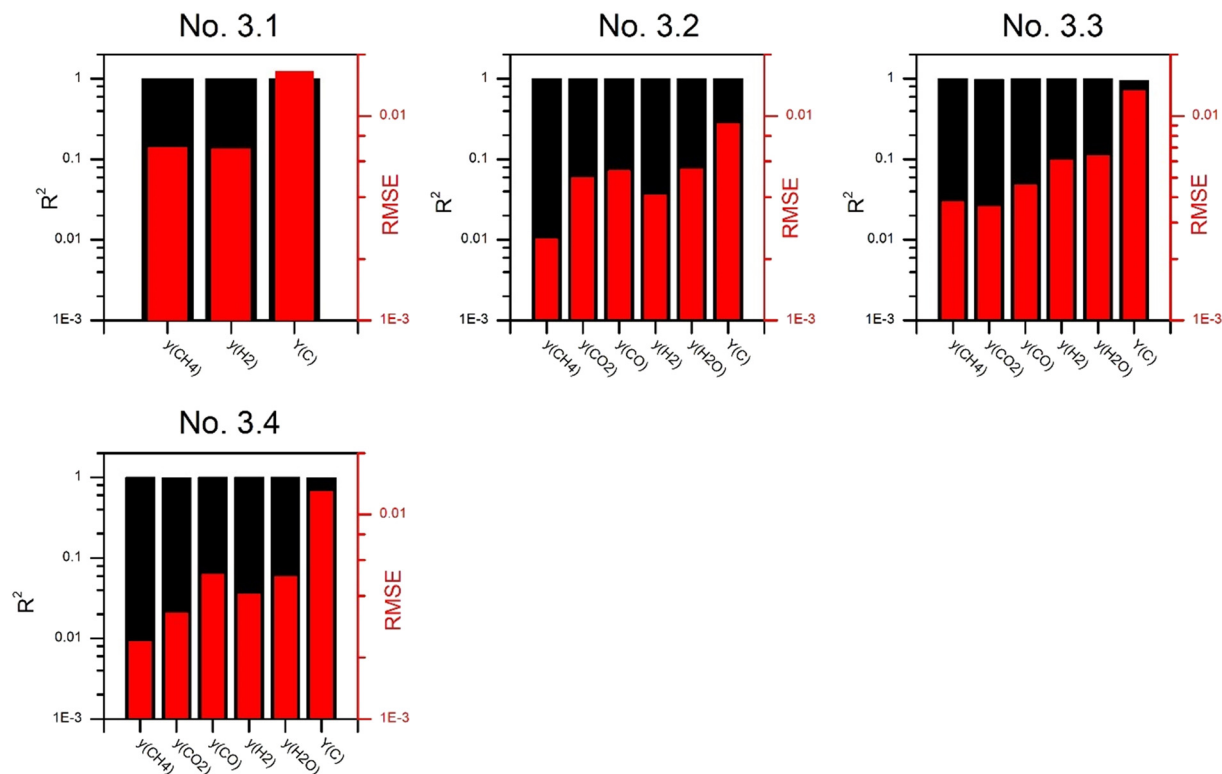 No. 3.1
1
0.1
0.01
1E-3
R²
0.01
1E-3
RMSE
y(CH4)
y(H2)
Y(C)
No. 3.2
1
0.1
0.01
1E-3
R²
0.01
1E-3
RMSE
y(CH4)
y(CO2)
y(CO)
y(H2)
y(H2O)
Y(C)
No. 3.3
1
0.1
0.01
1E-3
R²
0.01
1E-3
RMSE
y(CH4)
y(CO2)
y(CO)
y(H2)
y(H2O)
Y(C)
No. 3.4
1
0.1
0.01
1E-3
R²
0.01
1E-3
RMSE
y(CH4)
y(CO2)
y(CO)
y(H2)
y(H2O)
Y(C)